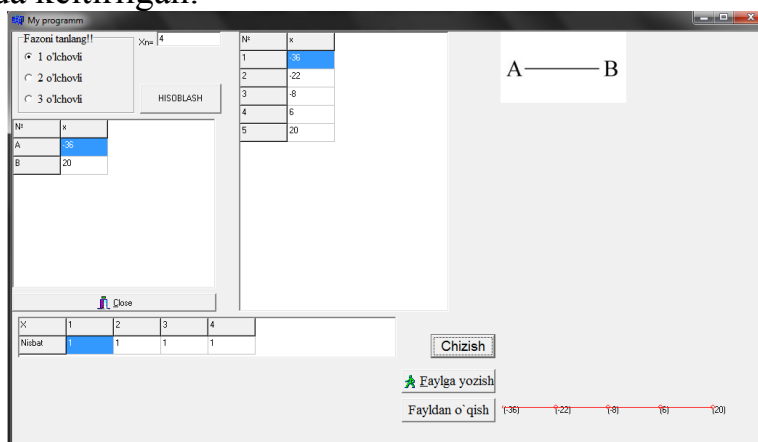 da keltirilgan.
My programm
Fazoni tanlang!!
1 o'lchovli
2 o'lchovli
3 o'lchovli
Xn= 4
HISOBLASH
№ x
A -36
B 20
Close
№ x
1 -36
2 -22
3 -8
4 6
5 20
A B
X 1 2 3 4
Nisbat 1 1 1 1
Chizish
Faylga yozish
Fayldan o`qish
(-36) (-22) (-8) (6) (20)